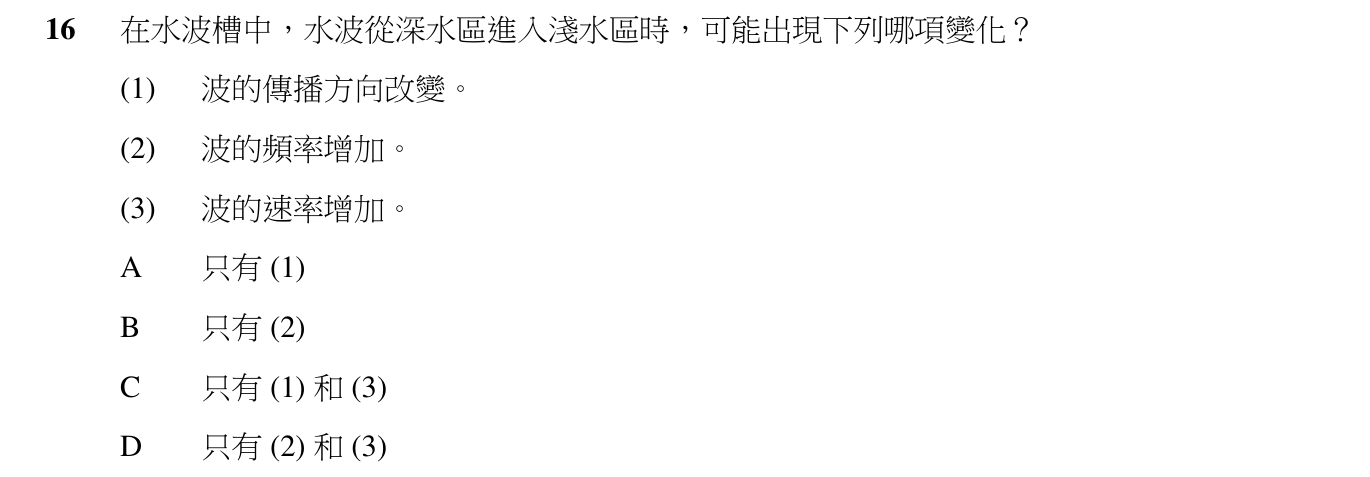 16 在水波槽中，水波從深水區進入淺水區時，可能出現下列哪項變化？
(1) 波的傳播方向改變。
(2) 波的頻率增加。
(3) 波的速率增加。
A 只有 (1)
B 只有 (2)
C 只有 (1) 和 (3)
D 只有 (2) 和 (3)